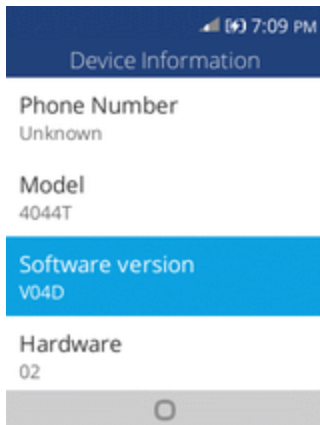 7:09 PM
Device Information
Phone Number
Unknown
Model
4044T
Software version
V04D
Hardware
02